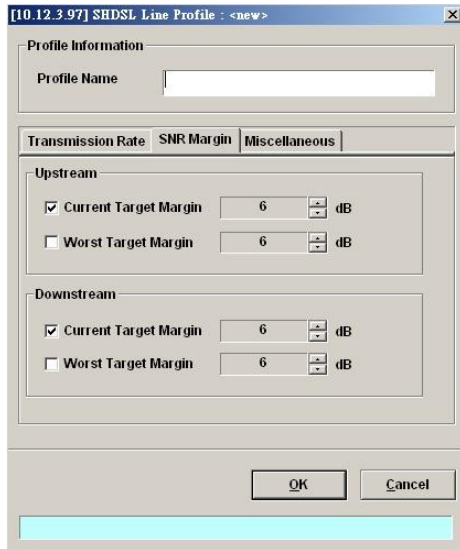 [10.12.3.97] SHDSL Line Profile : <new>
Profile Information
Profile Name
Transmission Rate SNR Margin Miscellaneous
Upstream
Current Target Margin 6 dB
Worst Target Margin 6 dB
Downstream
Current Target Margin 6 dB
Worst Target Margin 6 dB
OK Cancel